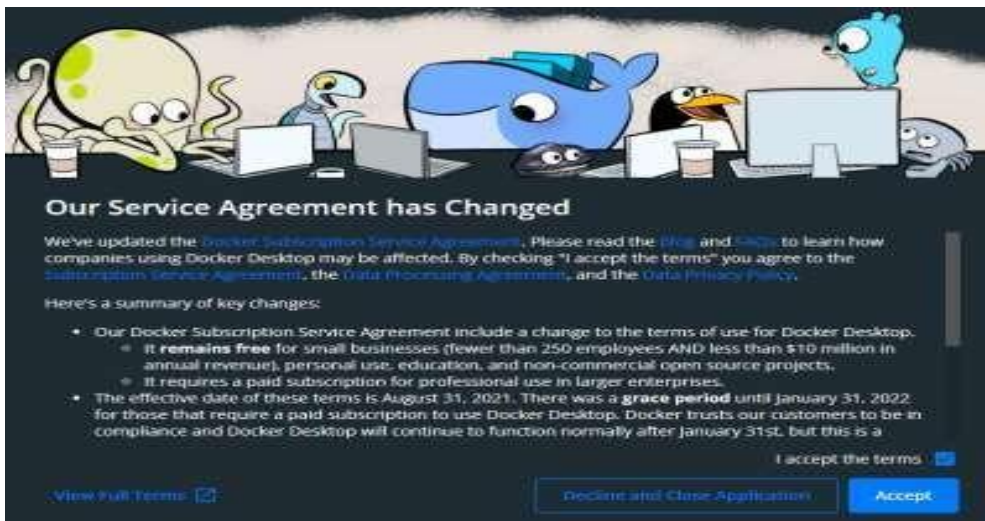 Our Service Agreement has Changed
We've updated the Docker Subscription Service Agreement. Please read the Blog and FAQs to learn how
companies using Docker Desktop may be affected. By checking "I accept the terms" you agree to the
Subscription Service Agreement, the Data Processing Agreement, and the Data Privacy Policy.
Here's a summary of key changes:
• Our Docker Subscription Service Agreement include a change to the terms of use for Docker Desktop.
It remains free for small businesses (fewer than 250 employees AND less than $10 million in
annual revenue), personal use, education, and non-commercial open source projects.
It requires a paid subscription for professional use in larger enterprises.
• The effective date of these terms is August 31, 2021. There was a grace period until January 31, 2022
for those that require a paid subscription to use Docker Desktop. Docker trusts our customers to be in
compliance and Docker Desktop will continue to function normally after January 31st, but this is a
I accept the terms
View Full Terms
Decline and Close Application
Accept